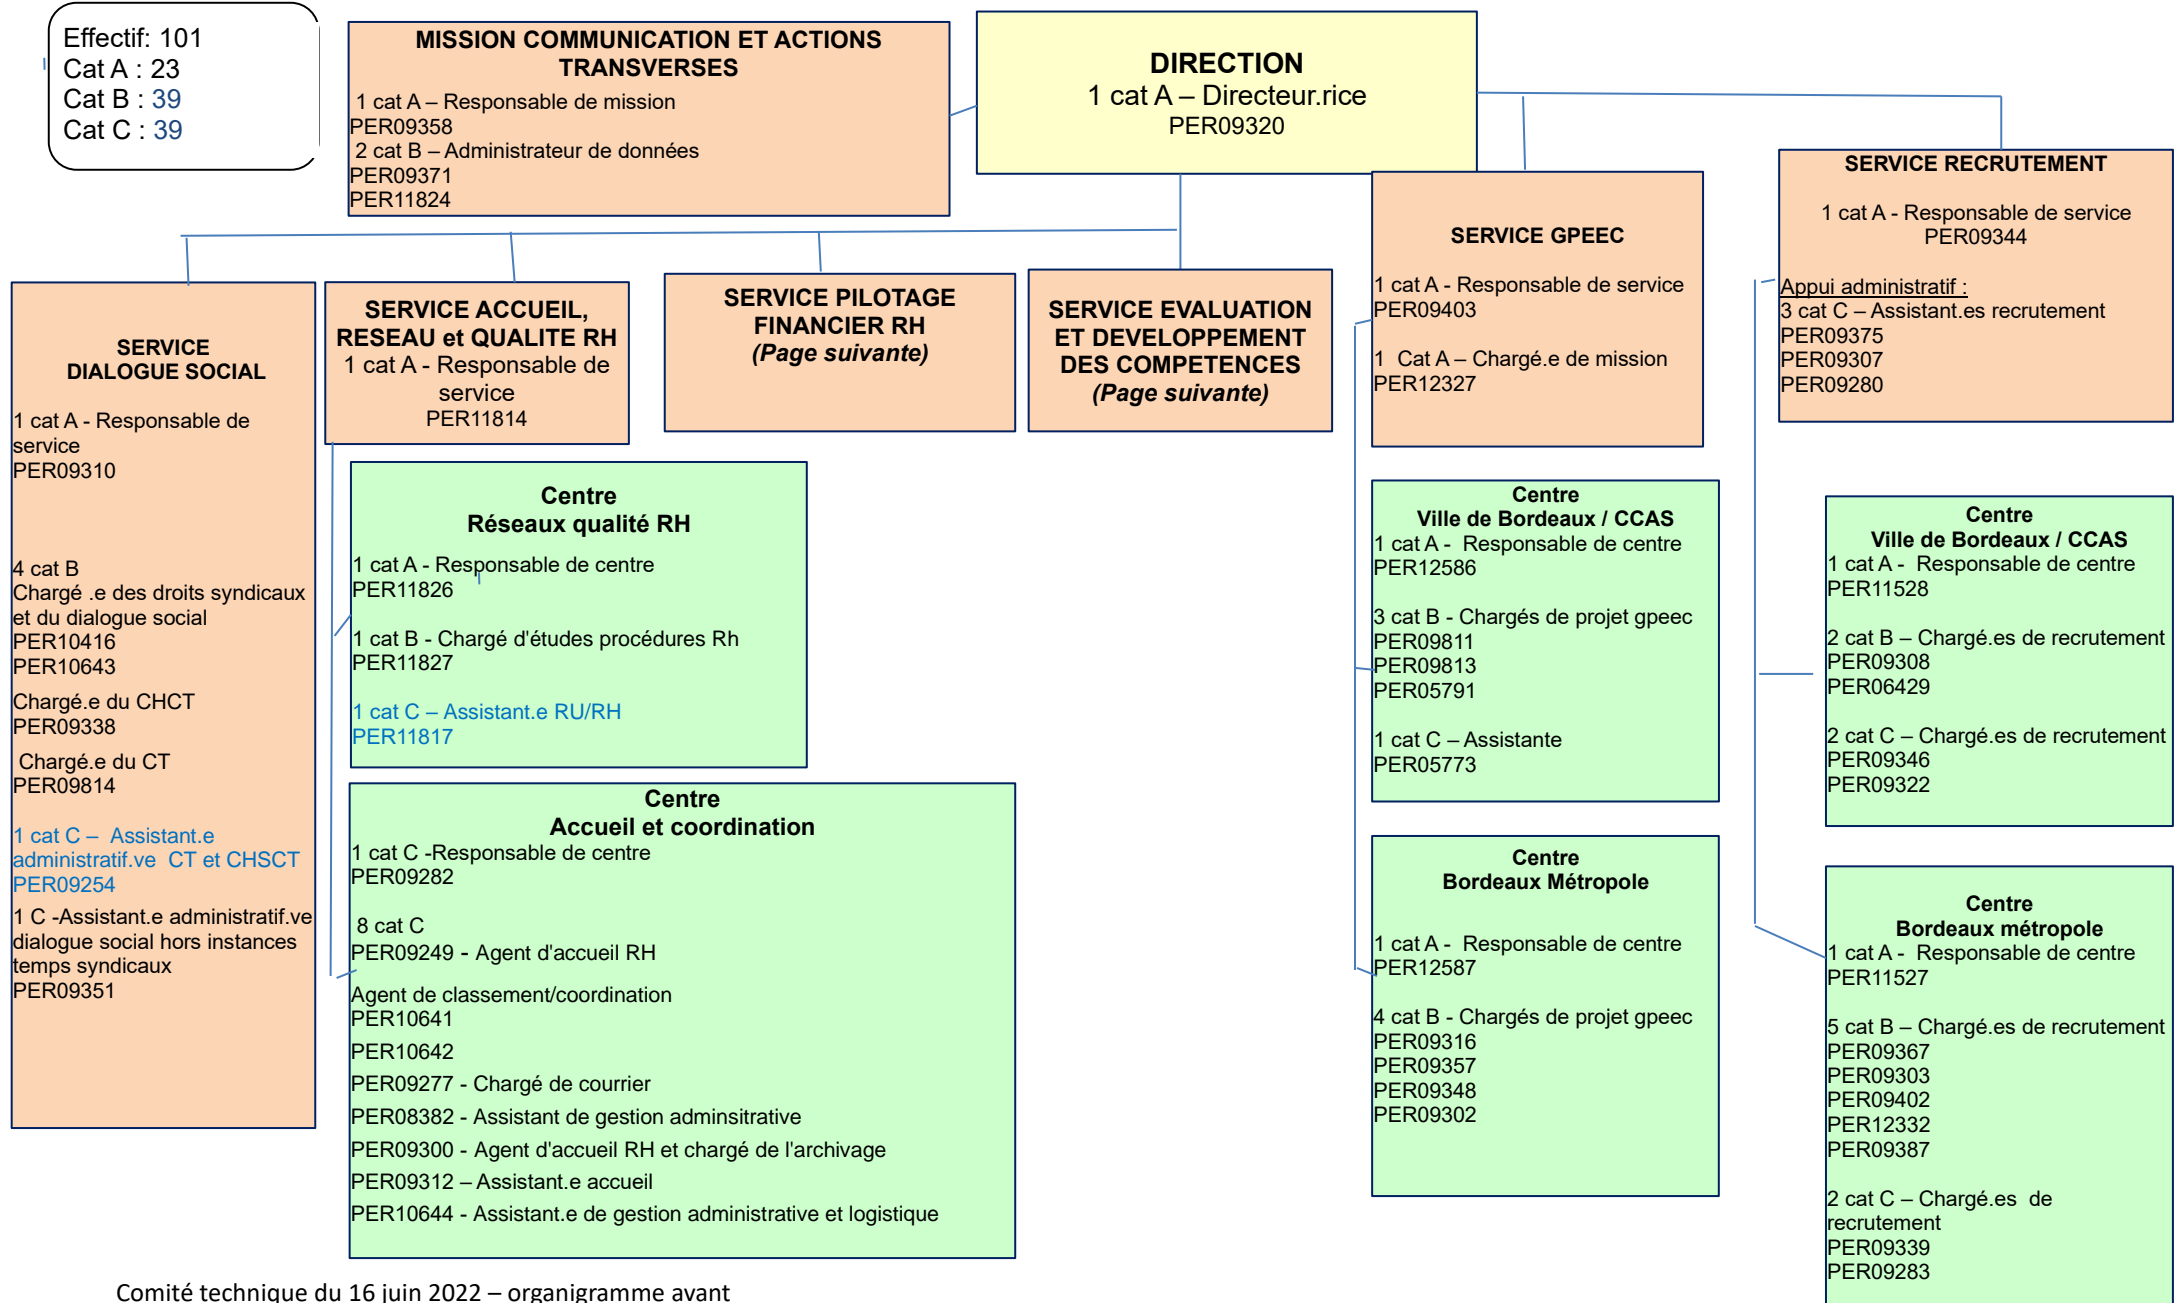 Effectif: 101
Cat A : 23
Cat B : 39
Cat C : 39
MISSION COMMUNICATION ET ACTIONS
TRANSVERSES
1 cat A – Responsable de mission
PER09358
2 cat B – Administrateur de données
PER09371
PER11824
DIRECTION
1 cat A – Directeur.rice
PER09320
SERVICE DIALOGUE SOCIAL
1 cat A - Responsable de
service
PER09310
4 cat B
Chargé .e des droits syndicaux
et du dialogue social
PER10416
PER10643
Chargé.e du CHCT
PER09338
Chargé.e du CT
PER09814
1 cat C – Assistant.e
administratif.ve CT et CHSCT
PER09254
1 C -Assistant.e administratif.ve
dialogue social hors instances
temps syndicaux
PER09351
SERVICE ACCUEIL,
RESEAU et QUALITE RH
1 cat A - Responsable de
service
PER11814
Centre
Réseaux qualité RH
1 cat A - Responsable de centre
PER11826
1 cat B - Chargé d'études procédures Rh
PER11827
1 cat C – Assistant.e RU/RH
PER11817
Centre
Accueil et coordination
1 cat C -Responsable de centre
PER09282
8 cat C
PER09249 - Agent d'accueil RH
Agent de classement/coordination
PER10641
PER10642
PER09277 - Chargé de courrier
PER08382 - Assistant de gestion adminsitrative
PER09300 - Agent d'accueil RH et chargé de l'archivage
PER09312 – Assistant.e accueil
PER10644 - Assistant.e de gestion administrative et logistique
SERVICE PILOTAGE
FINANCIER RH
(Page suivante)
SERVICE EVALUATION
ET DEVELOPPEMENT
DES COMPETENCES
(Page suivante)
SERVICE GPEEC
1 cat A - Responsable de service
PER09403
1 Cat A – Chargé.e de mission
PER12327
Centre
Ville de Bordeaux / CCAS
1 cat A - Responsable de centre
PER12586
3 cat B - Chargés de projet gpeec
PER09811
PER09813
PER05791
1 cat C – Assistante
PER05773
Centre
Bordeaux Métropole
1 cat A - Responsable de centre
PER12587
4 cat B - Chargés de projet gpeec
PER09316
PER09357
PER09348
PER09302
SERVICE RECRUTEMENT
1 cat A - Responsable de service
PER09344
Appui administratif :
3 cat C – Assistant.es recrutement
PER09375
PER09307
PER09280
Centre
Ville de Bordeaux / CCAS
1 cat A - Responsable de centre
PER11528
2 cat B – Chargé.es de recrutement
PER09308
PER06429
2 cat C – Chargé.es de recrutement
PER09346
PER09322
Centre
Bordeaux métropole
1 cat A - Responsable de centre
PER11527
5 cat B – Chargé.es de recrutement
PER09367
PER09303
PER09402
PER12332
PER09387
2 cat C – Chargé.es de
recrutement
PER09339
PER09283
Comité technique du 16 juin 2022 – organigramme avant